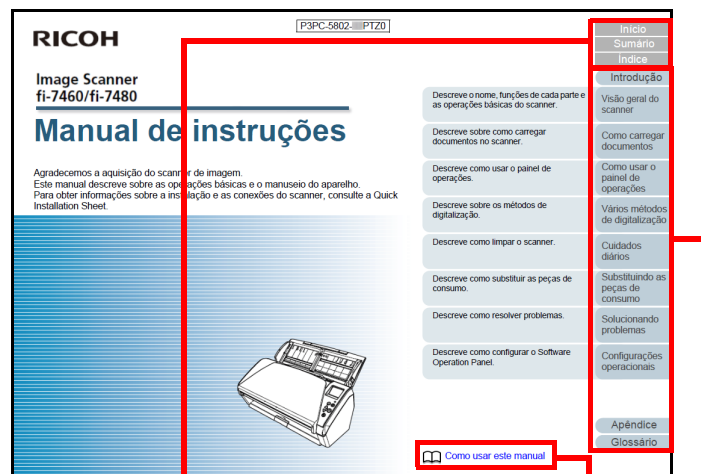 RICOH
P3PC-5802-
PTZ0
Image Scanner
fi-7460/fi-7480
Manual de instruções
Agradecemos a aquisição do scanner de imagem.
Este manual descreve sobre as operações básicas e o manuseio do aparelho.
Para obter informações sobre a instalação e as conexões do scanner, consulte a Quick
Installation Sheet.
Início
Sumário
Índice
Introdução
Descreve o nome, funções de cada parte e
as operações básicas do scanner.
Visão geral do
scanner
Descreve sobre como carregar
documentos no scanner.
Como carregar
documentos
Descreve como usar o painel de
operações.
Como usar o
painel de
operações
Descreve sobre os métodos de
digitalização.
Vários métodos
de digitalização
Descreve como limpar o scanner.
Cuidados
diários
Descreve como substituir as peças de
consumo.
Substituindo as
peças de
consumo
Descreve como resolver problemas.
Solucionando
problemas
Descreve como configurar o Software
Operation Panel.
Configurações
operacionais
Apêndice
Glossário
Como usar este manual